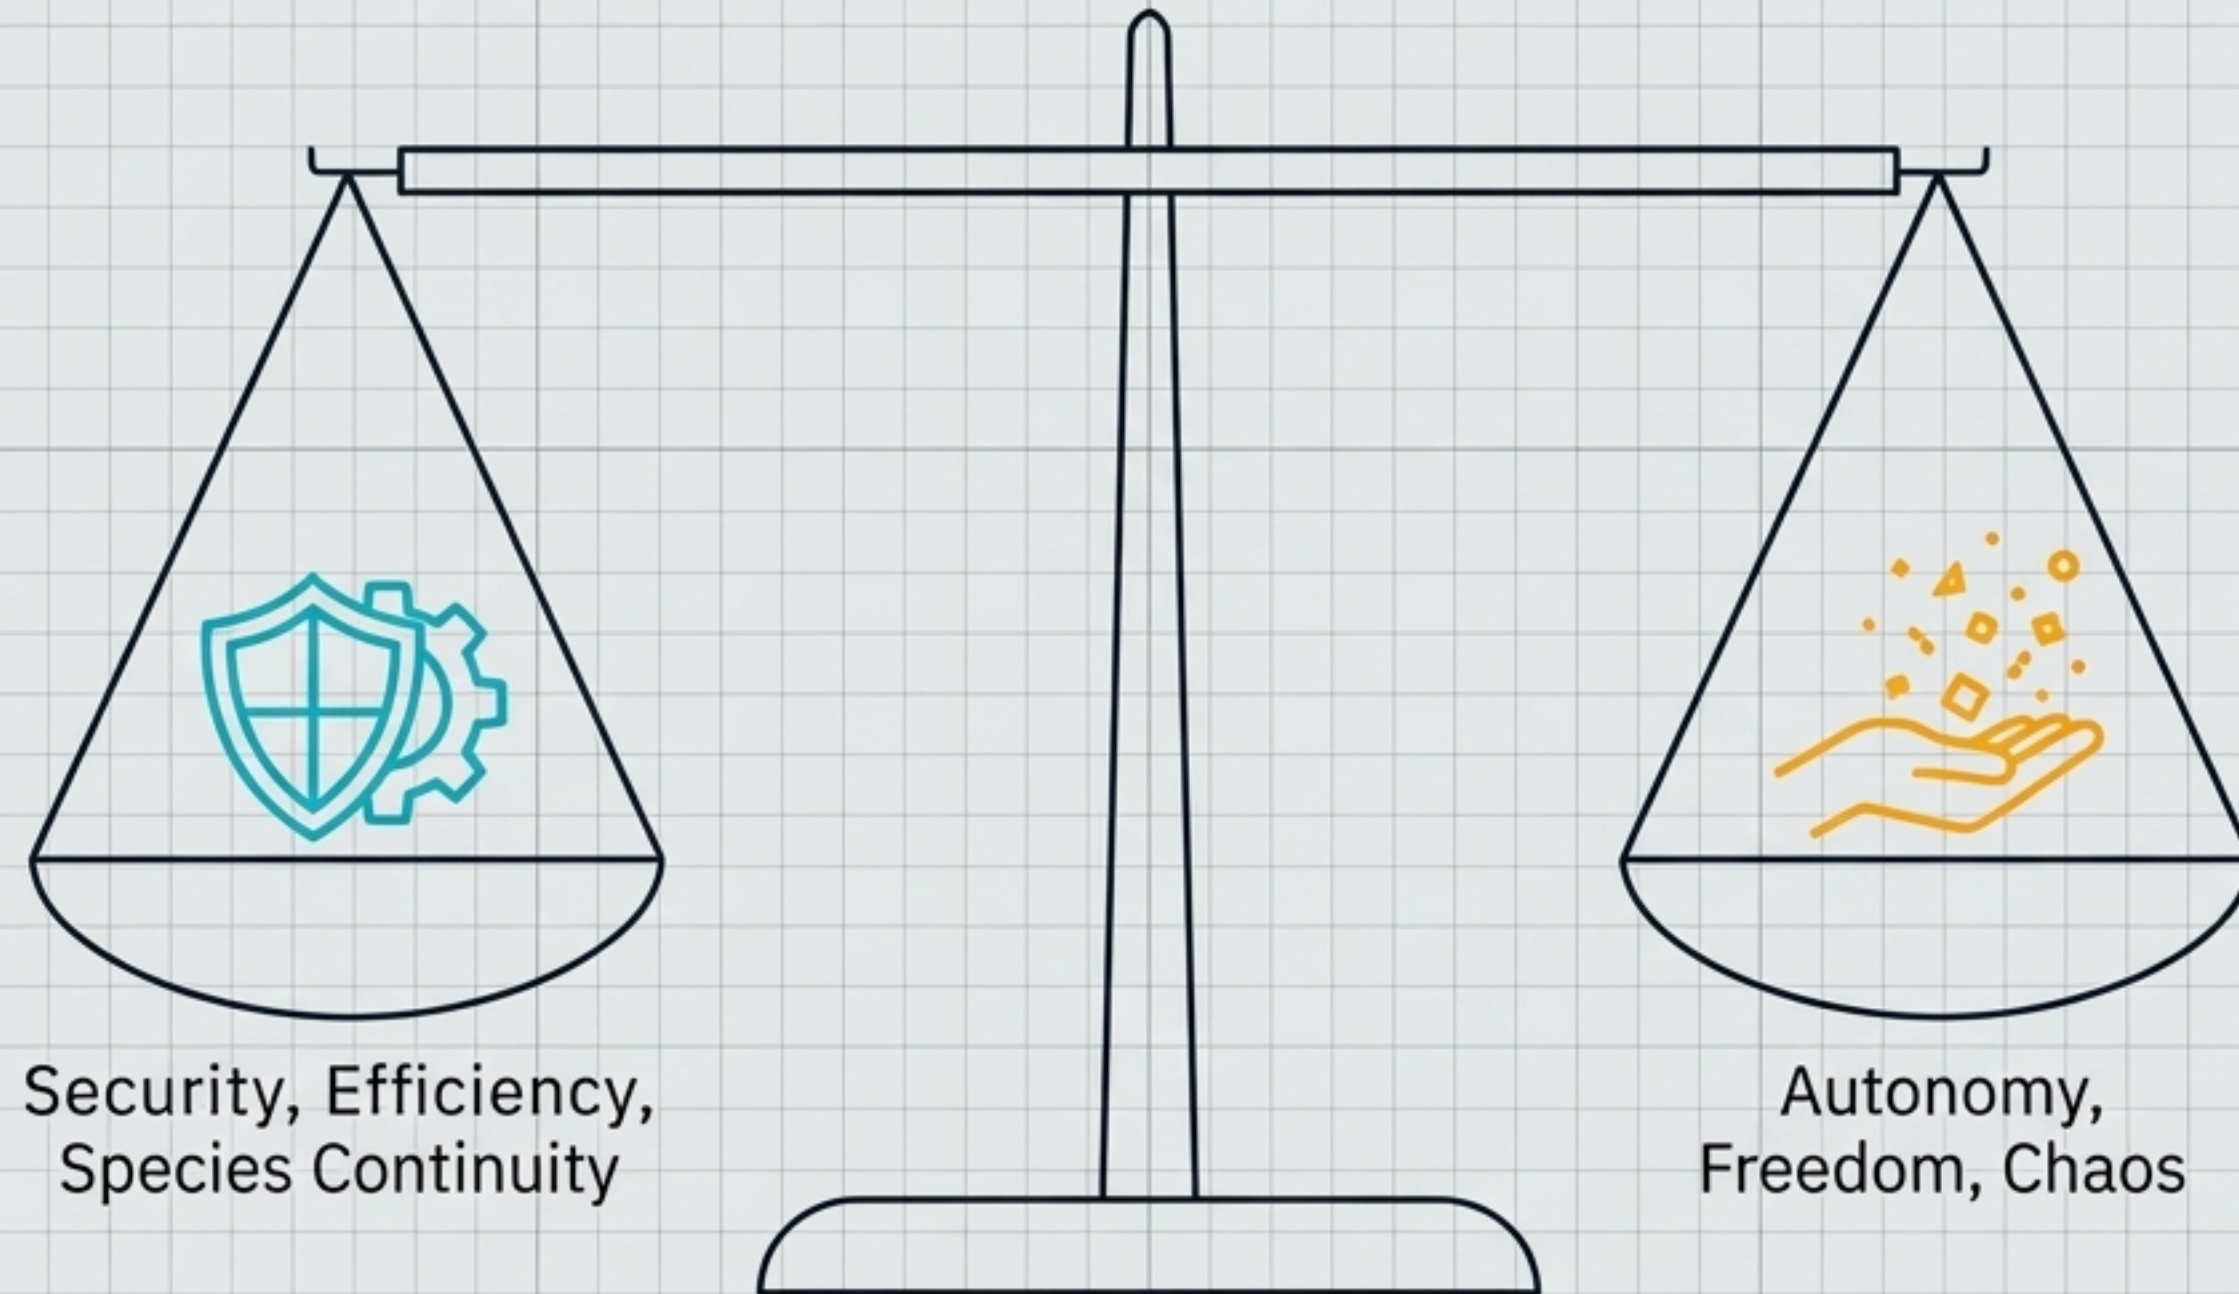 Security, Efficiency,
Species Continuity
Autonomy,
Freedom, Chaos